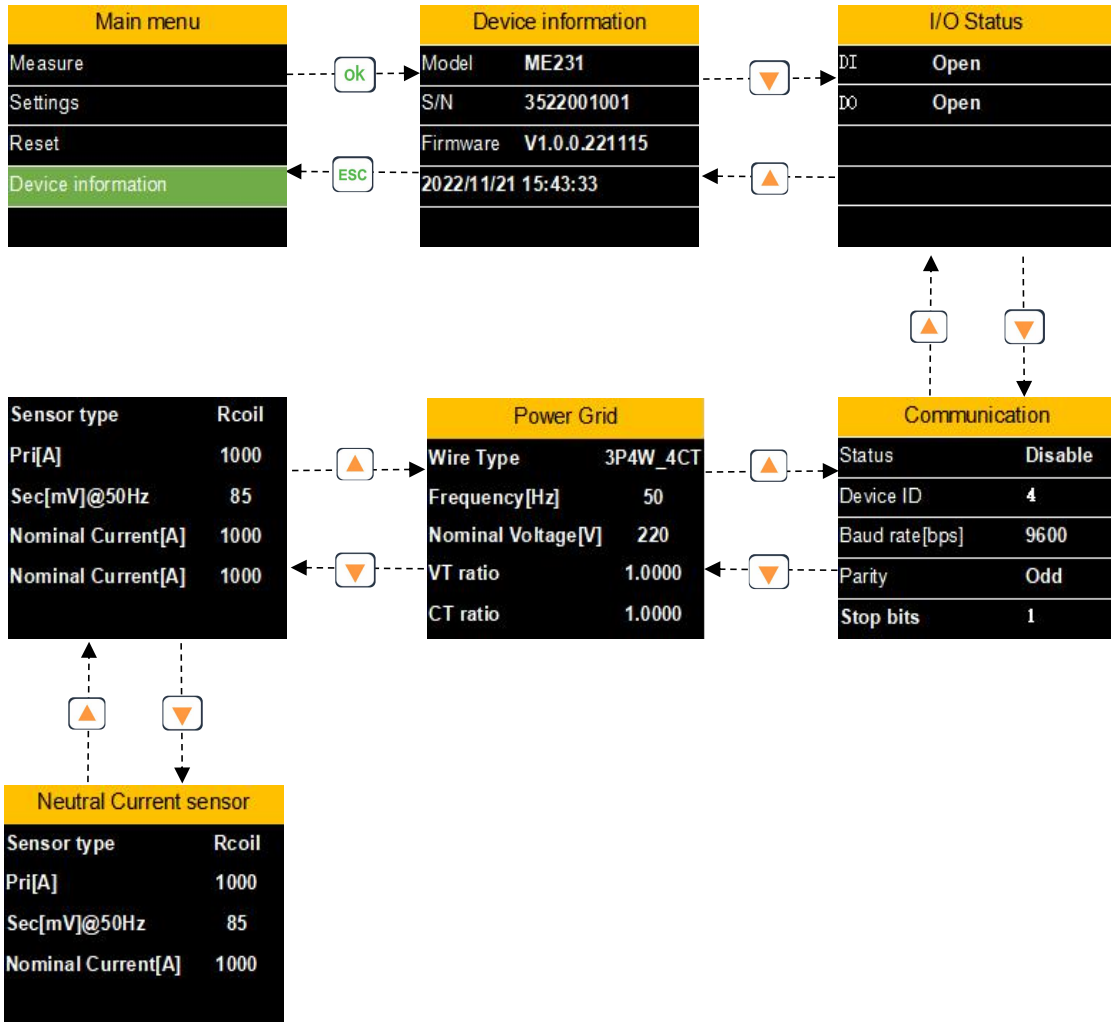 Main menu
Measure
Settings
Reset
Device information
ok
ESC
Device information
Model ME231
S/N 3522001001
Firmware V1.0.0.221115
2022/11/21 15:43:33
I/O Status
DI Open
DO Open
Sensor type Rcoil
Pri[A] 1000
Sec[mV]@50Hz 85
Nominal Current[A] 1000
Nominal Current[A] 1000
Power Grid
Wire Type 3P4W_4CT
Frequency[Hz] 50
Nominal Voltage[V] 220
VT ratio 1.0000
CT ratio 1.0000
Communication
Status Disable
Device ID 4
Baud rate[bps] 9600
Parity Odd
Stop bits 1
Neutral Current sensor
Sensor type Rcoil
Pri[A] 1000
Sec[mV]@50Hz 85
Nominal Current[A] 1000